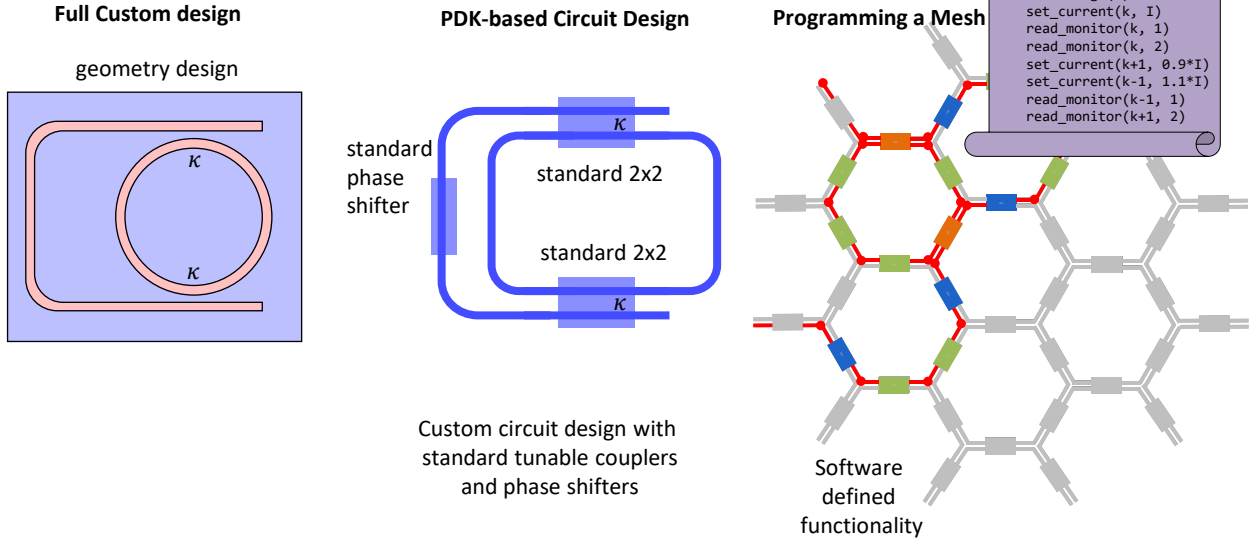 Full Custom design
geometry design
κ
κ
PDK-based Circuit Design
κ
standard
phase
shifter
standard 2x2
standard 2x2
κ
Custom circuit design with
standard tunable couplers
and phase shifters
Programming a Mesh
set_current(k, I)
read_monitor(k, 1)
read_monitor(k, 2)
set_current(k+1, 0.9*I)
set_current(k-1, 1.1*I)
read_monitor(k-1, 1)
read_monitor(k+1, 2)
Software
defined
functionality